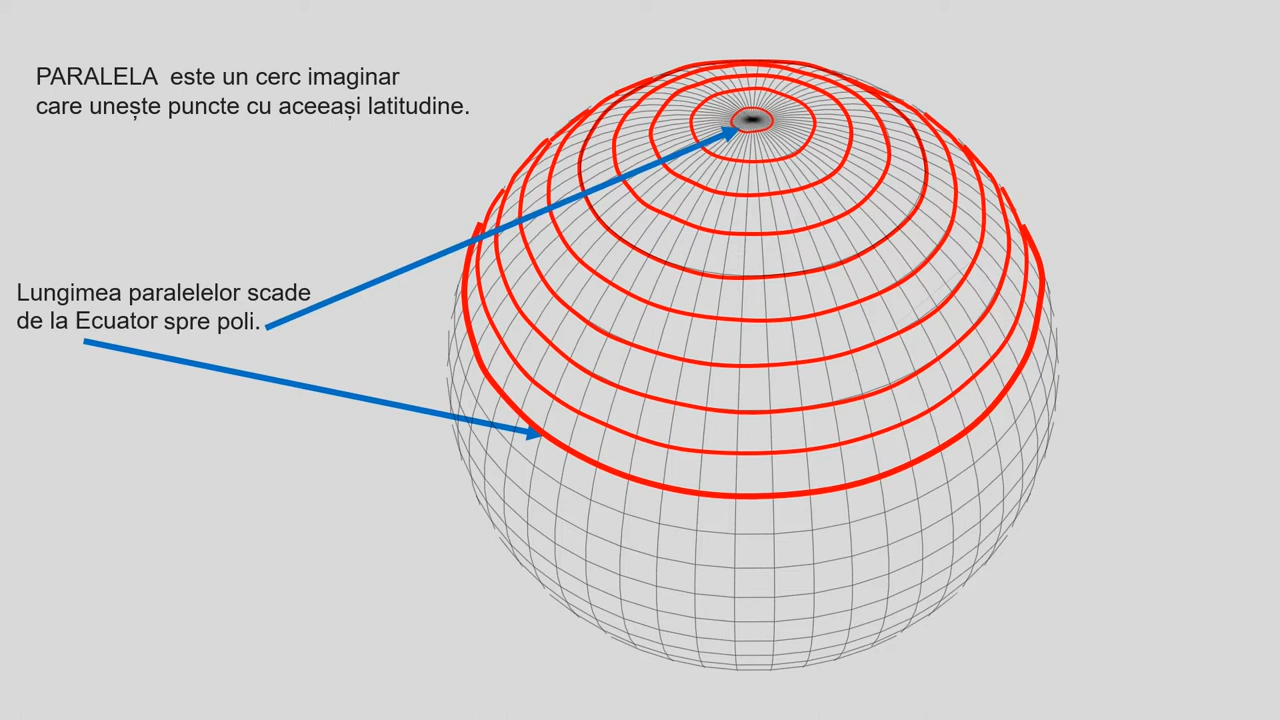 PARALELA este un cerc imaginar
care unește puncte cu aceeași latitudine.
Lungimea paralelelor scade
de la Ecuator spre poli.